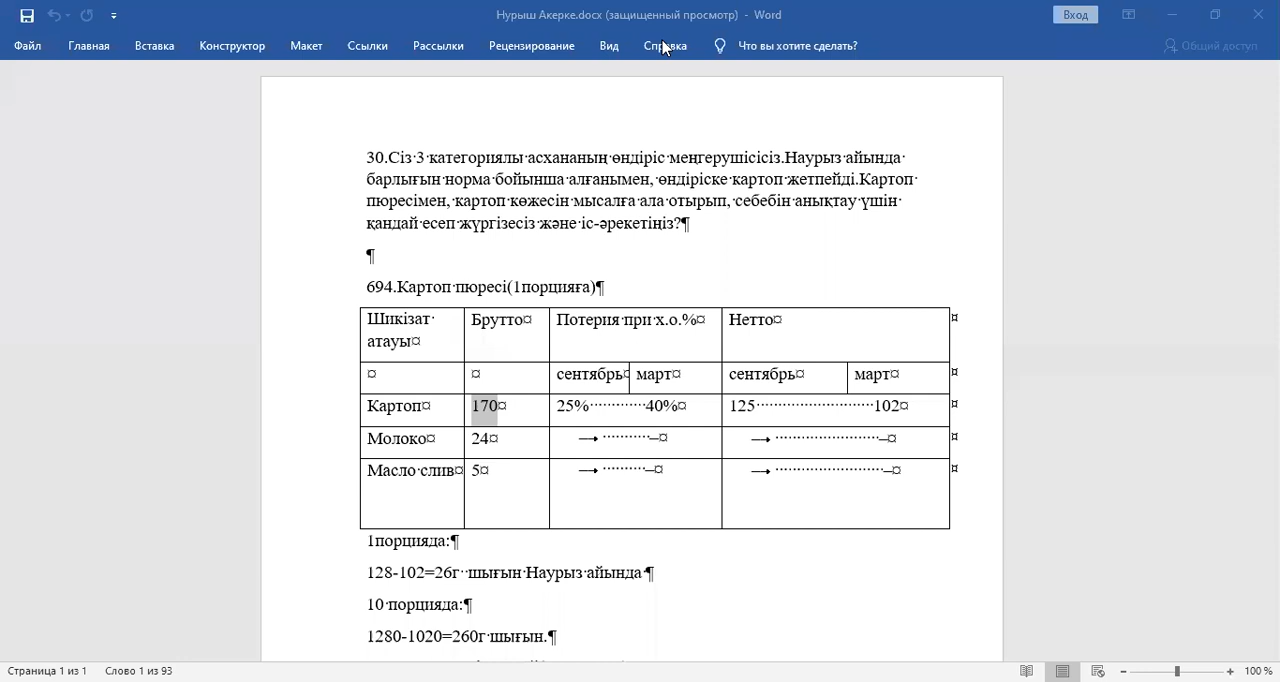 Нурыш Акерке.docx (защищенный просмотр) - Word
Вход
Файл Главная Вставка Конструктор Макет Ссылки Рассылки Рецензирование Вид Справка Что вы хотите сделать? Общий доступ
30.Сіз·3·категориялы·асхананың·өндіріс·меңгерушісісіз.Наурыз·айында·
барлығын·норма·бойынша·алғанымен,·өндіріске·картоп·жетпейді.Картоп·
пюресімен,·картоп·көжесін·мысалға·ала·отырып,·себебін·анықтау·үшін·
қандай·есеп·жүргізесіз·және·іс-әрекетіңіз?¶
¶
694.Картоп·пюресі(1порцияға)¶
Шикізат·
атауы¤ Брутто¤ Потерия·при·х.о.%¤ Нетто¤ ¤
¤ ¤ сентябрь¤ март¤ сентябрь¤ март¤ ¤
Картоп¤ 170¤ 25%············40%¤ 125··························102¤ ¤
Молоко¤ 24¤ → ··········–¤ → ·······················–¤ ¤
Масло·слив¤ 5¤ → ·········–¤ → ························–¤ ¤
1порцияда:¶
128-102=26г··шығын·Наурыз·айында·¶
10·порцияда:¶
1280-1020=260г·шығын.¶
Страница 1 из 1 Слово 1 из 93 100 %